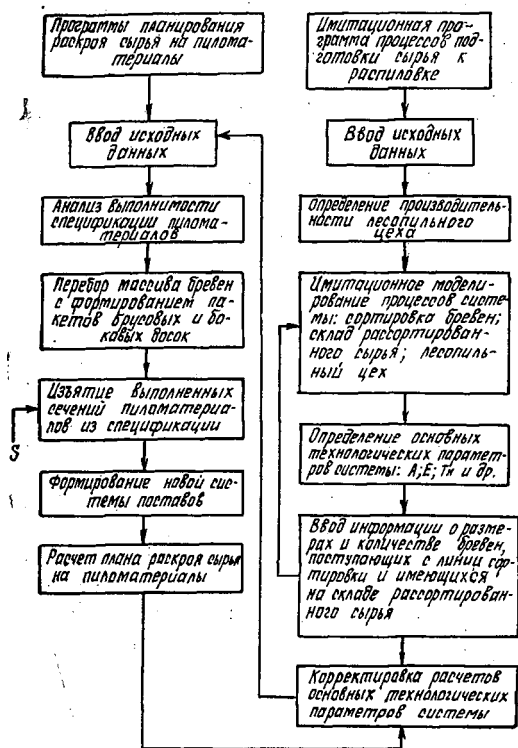 Программы планирования
раскроя сырья на пилома-
териалы
Ввод исходных
данных
Анализ выполнимости
спецификации пилома-
териалов
Перебор массива бревен
с формированием па-
кетов брусовых и бо-
ковых досок
Изъятие выполненных
сечений пиломатериа-
лов из спецификации
S
Формирование новой сис-
темы поставов
Расчет плана раскроя сырья
на пиломатериалы
Имитационная про-
грамма процессов под-
готовки сырья к
распиловке
Ввод исходных
данных
Определение производитель-
ности лесопильного
цеха
Имитационное модели-
рование процессов систе-
мы: сортировка бревен;
склад рассортирован-
ного сырья; лесопиль-
ный цех
Определение основных
технологических парамет-
ров системы: А; Е; Тн и др.
Ввод информации о разме-
рах и количестве бревен,
поступающих с линии сор-
тировки и имеющихся
на складе рассортирован-
ного сырья
Корректировка расчетов
основных технологических
параметров системы